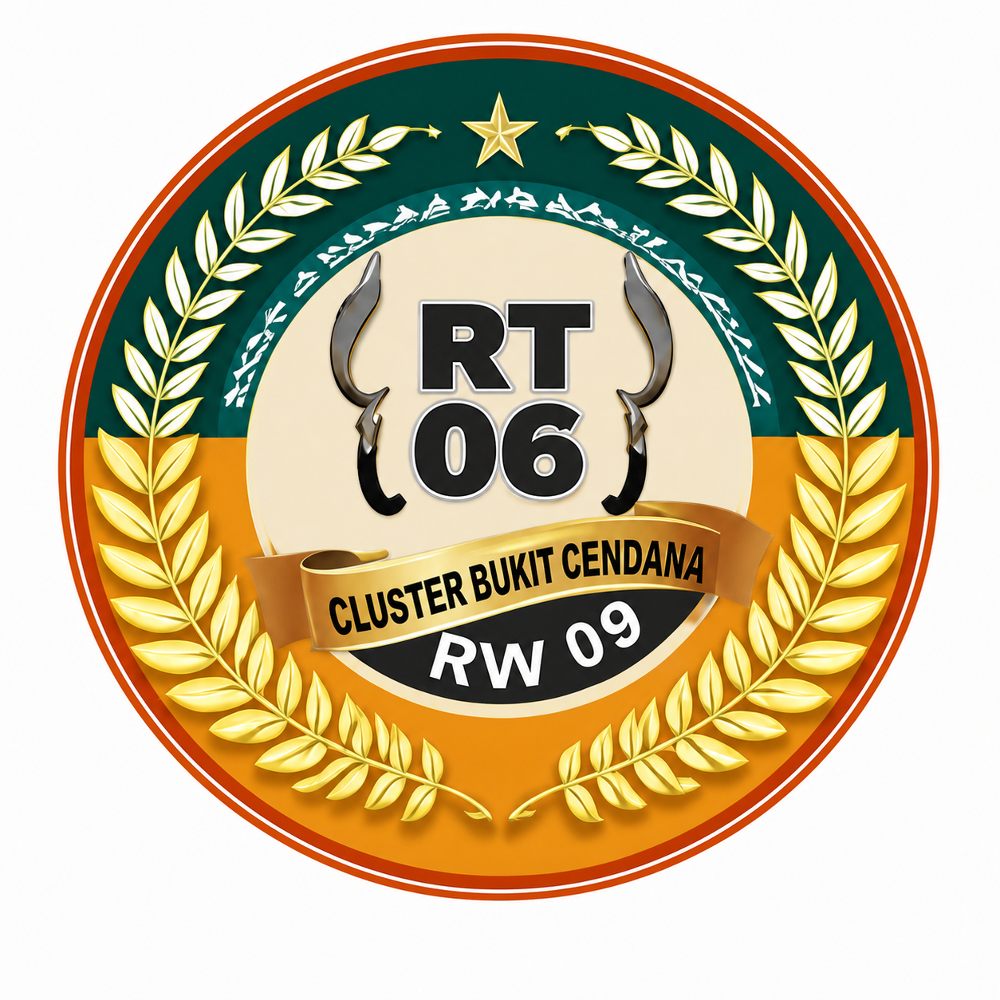 RT
06
CLUSTER BUKIT CENDANA
RW 09